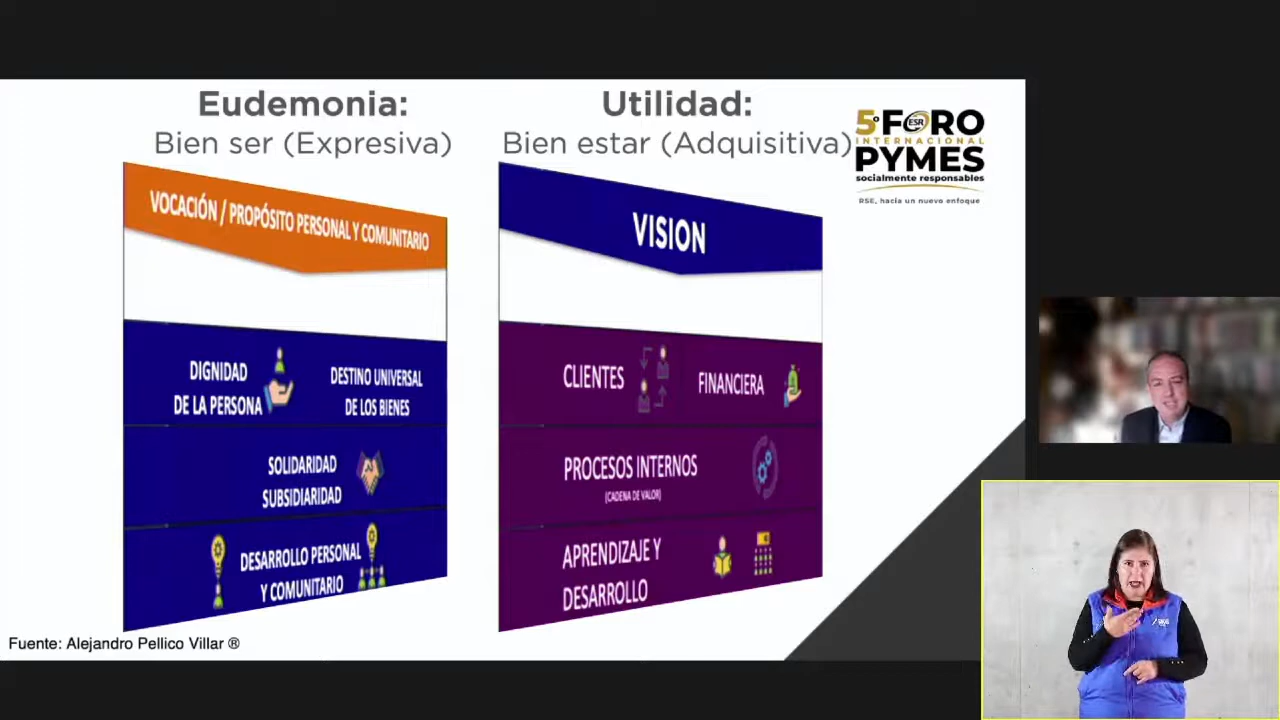 Eudemonia:
Bien ser (Expresiva)
VOCACIÓN / PROPÓSITO PERSONAL Y COMUNITARIO
DIGNIDAD
DE LA PERSONA
DESTINO UNIVERSAL
DE LOS BIENES
SOLIDARIDAD
SUBSIDIARIDAD
DESARROLLO PERSONAL
Y COMUNITARIO
Utilidad:
Bien estar (Adquisitiva)
VISION
CLIENTES
FINANCIERA
PROCESOS INTERNOS
(CADENA DE VALOR)
APRENDIZAJE Y
DESARROLLO
5º FORO
ESR
INTERNACIONAL
PYMES
socialmente responsables
RSE, hacia un nuevo enfoque
Fuente: Alejandro Pellico Villar ®